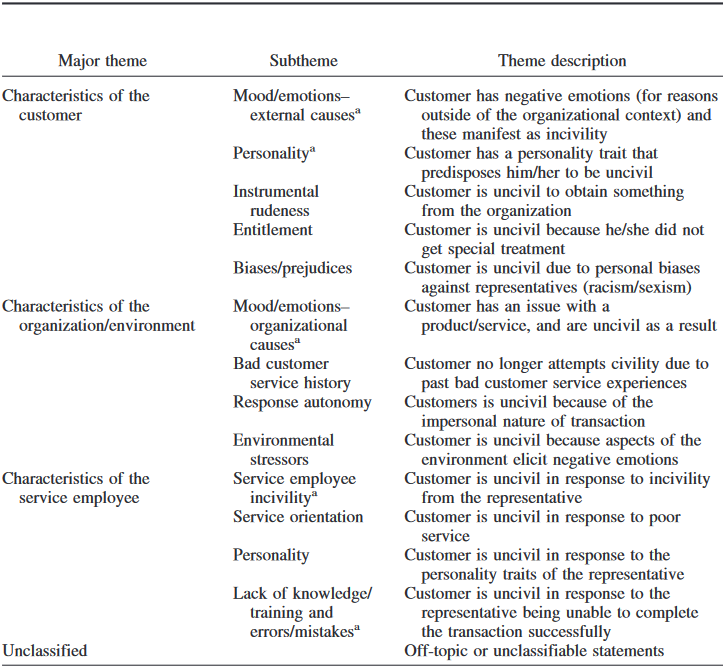 Major theme Subtheme Theme description
Characteristics of the Mood/emotions– Customer has negative emotions (for reasons
customer external causesa outside of the organizational context) and
these manifest as incivility
Personalitya Customer has a personality trait that
predisposes him/her to be uncivil
Instrumental Customer is uncivil to obtain something
rudeness from the organization
Entitlement Customer is uncivil because he/she did not
get special treatment
Biases/prejudices Customer is uncivil due to personal biases
against representatives (racism/sexism)
Characteristics of the Mood/emotions– Customer has an issue with a
organization/environment organizational product/service, and are uncivil as a result
causesa
Bad customer Customer no longer attempts civility due to
service history past bad customer service experiences
Response autonomy Customers is uncivil because of the
impersonal nature of transaction
Environmental Customer is uncivil because aspects of the
stressors environment elicit negative emotions
Characteristics of the Service employee Customer is uncivil in response to incivility
service employee incivilitya from the representative
Service orientation Customer is uncivil in response to poor
service
Personality Customer is uncivil in response to the
personality traits of the representative
Lack of knowledge/ Customer is uncivil in response to the
training and representative being unable to complete
errors/mistakesa the transaction successfully
Unclassified Off-topic or unclassifiable statements